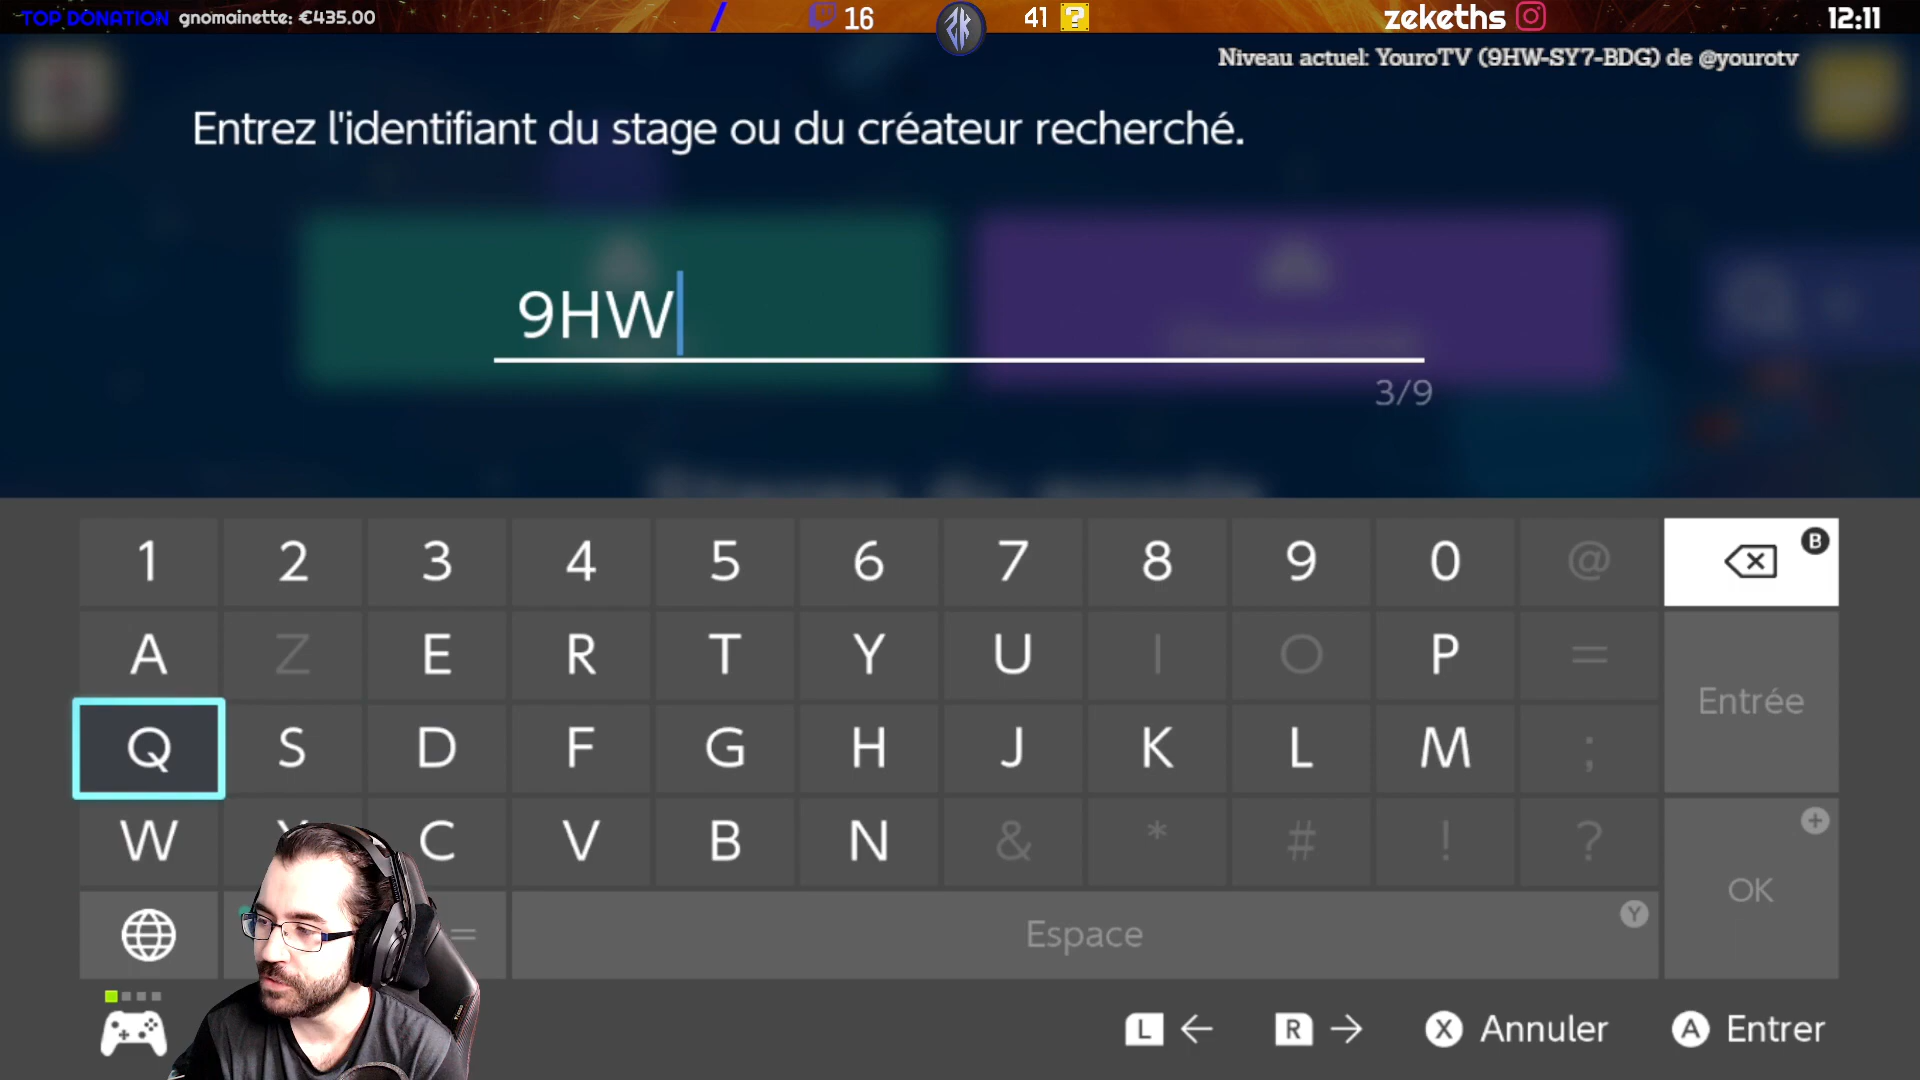 TOP DONATION gnomainette: €435.00
16
41
zekeths
12:11
Niveau actuel: YouroTV (9HW-SY7-BDG) de @yourotv
Entrez l'identifiant du stage ou du créateur recherché.
9HW
3/9
1 2 3 4 5 6 7 8 9 0 @ B
A Z E R T Y U I O P =
Entrée
Q S D F G H J K L M ;
W X C V B N & * # ! ? +
OK
= Espace Y
L ← R → X Annuler A Entrer